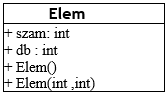 Elem
+ szam: int
+ db : int
+ Elem()
+ Elem(int ,int)